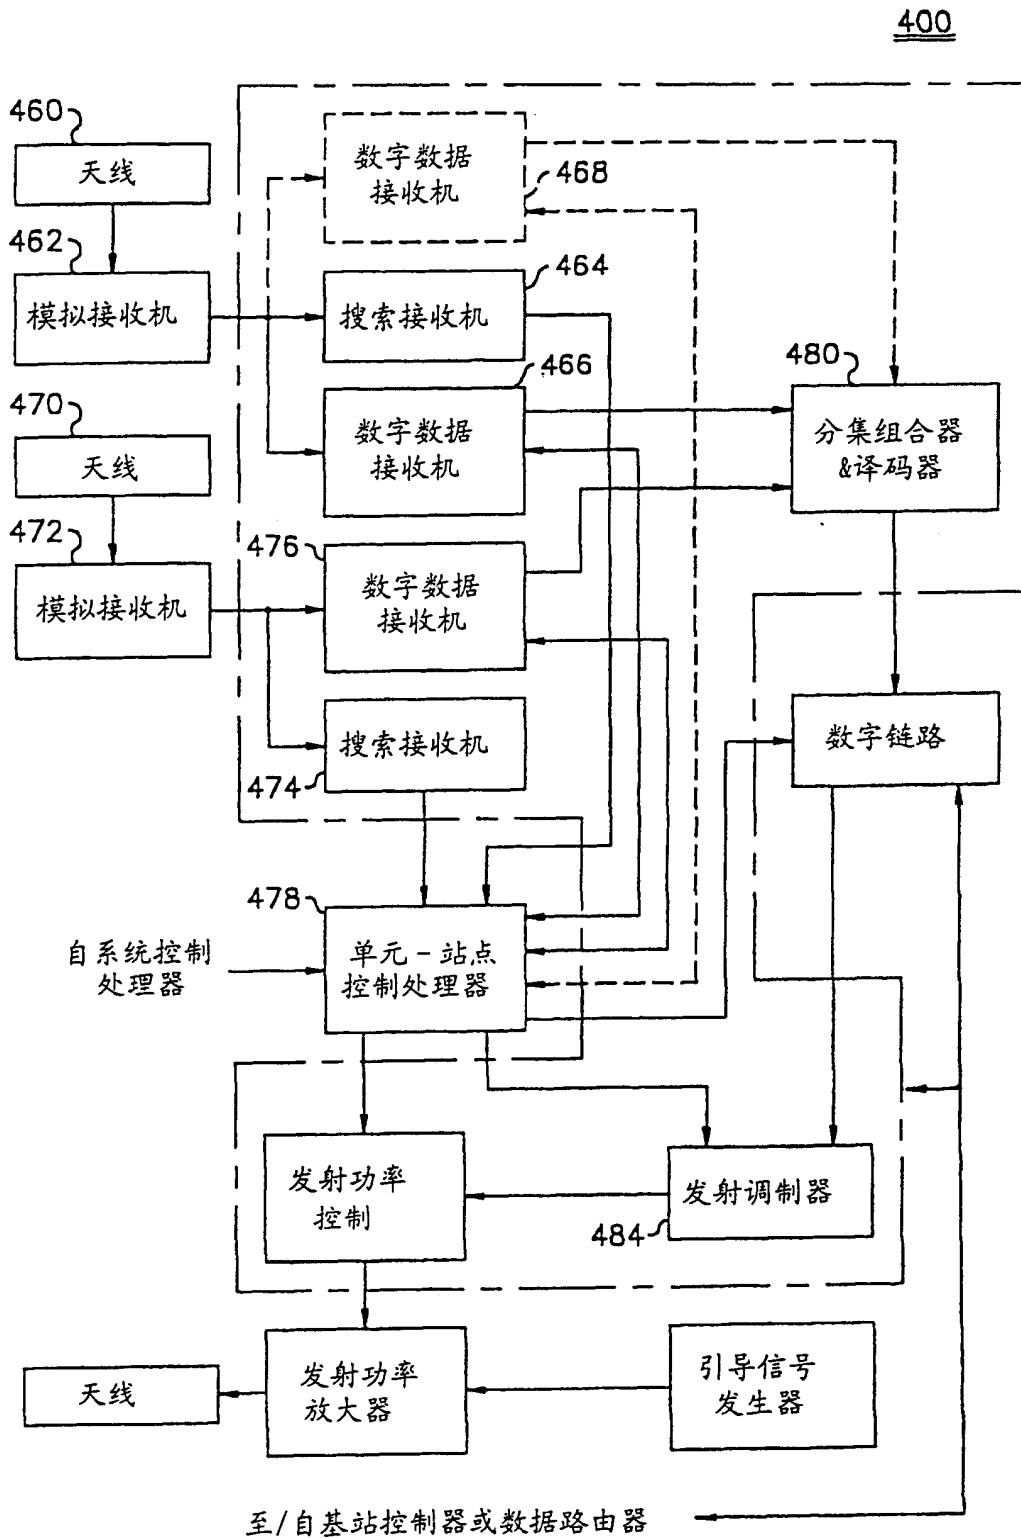 400
460
天线
462
模拟接收机
470
天线
472
模拟接收机
数字数据
接收机
468
464
搜索接收机
466
数字数据
接收机
476
数字数据
接收机
搜索接收机
474
480
分集组合器
&译码器
数字链路
478
单元-站点
控制处理器
自系统控制
处理器
发射功率
控制
发射调制器
484
天线
发射功率
放大器
引导信号
发生器
至/自基站控制器或数据路由器